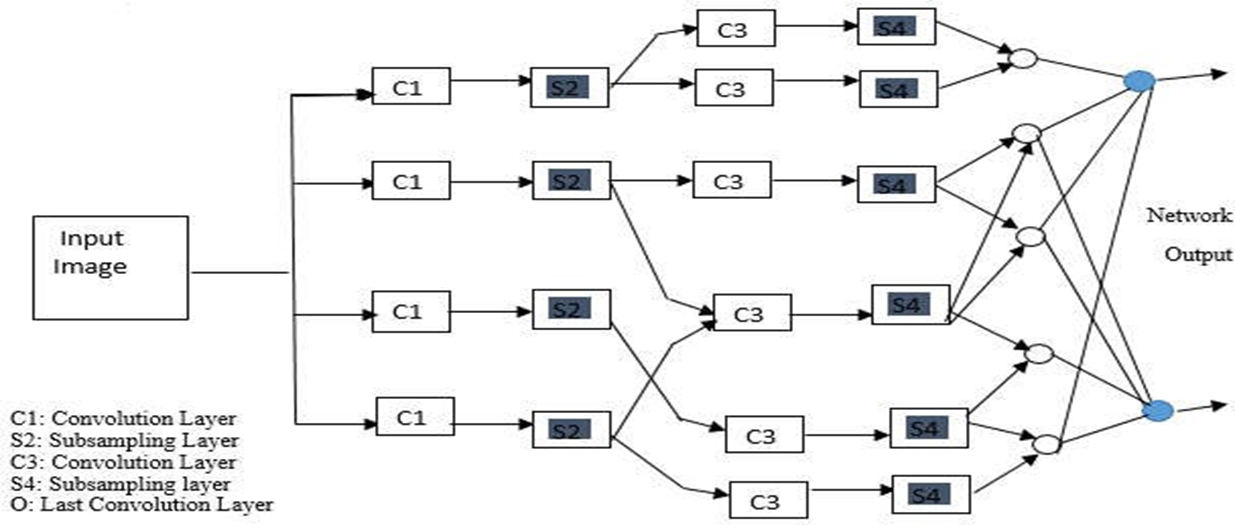 C3
S4
C1
S2
C3
S4
C1
S2
C3
S4
Input
Image
Network
Output
C1
S2
C3
S4
C1
S2
C3
S4
C3
S4
C1: Convolution Layer
S2: Subsampling Layer
C3: Convolution Layer
S4: Subsampling layer
O: Last Convolution Layer